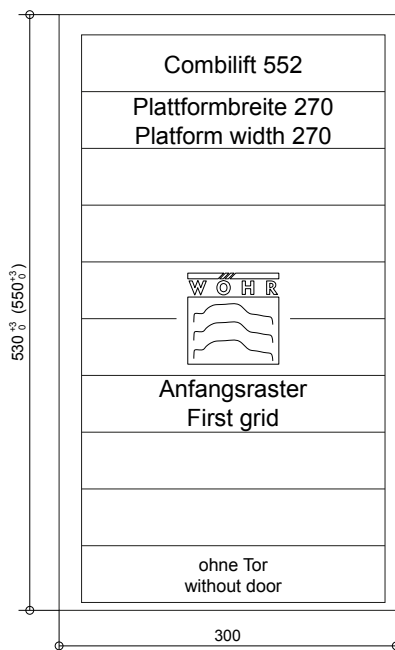 Combilift 552
Plattformbreite 270
Platform width 270
WÖHR
Anfangsraster
First grid
ohne Tor
without door
530 +3 0 (550 +3 0)
300